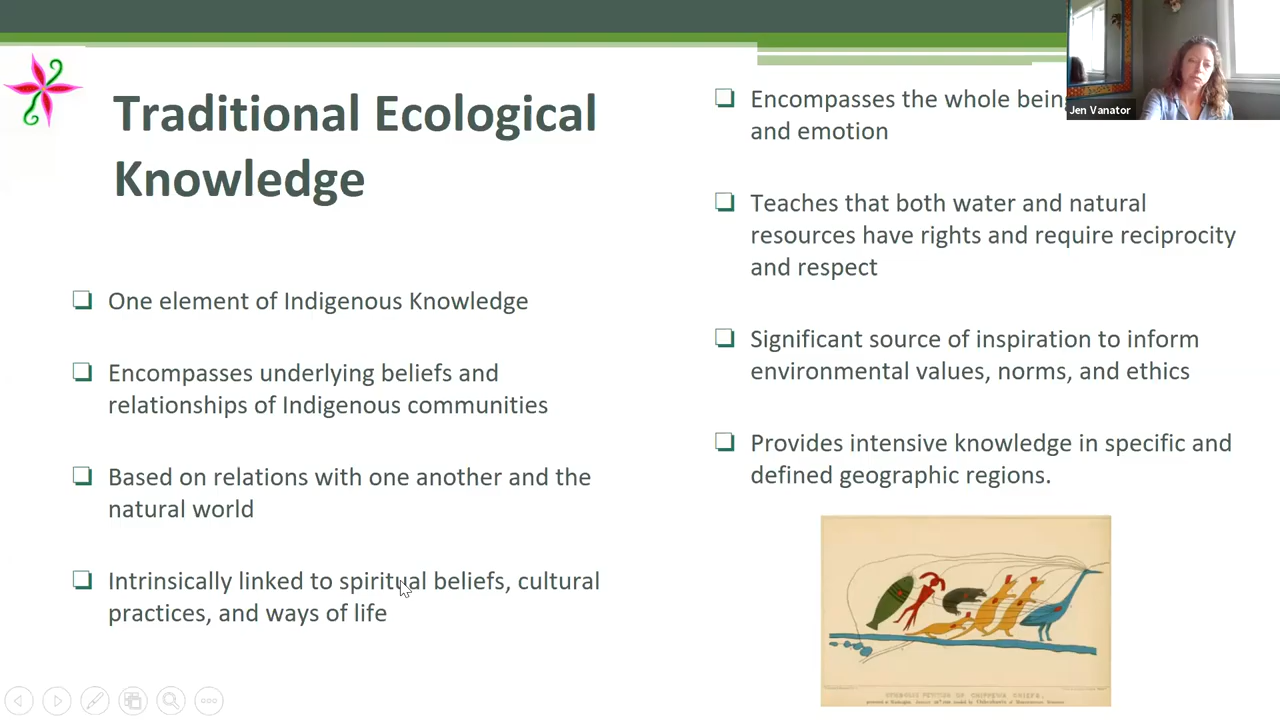 Traditional Ecological
Knowledge
One element of Indigenous Knowledge
Encompasses underlying beliefs and
relationships of Indigenous communities
Based on relations with one another and the
natural world
Intrinsically linked to spiritual beliefs, cultural
practices, and ways of life
Encompasses the whole being
and emotion
Teaches that both water and natural
resources have rights and require reciprocity
and respect
Significant source of inspiration to inform
environmental values, norms, and ethics
Provides intensive knowledge in specific and
defined geographic regions.
Jen Vanator
PETITION OF CHIPPEWA CHIEFS.